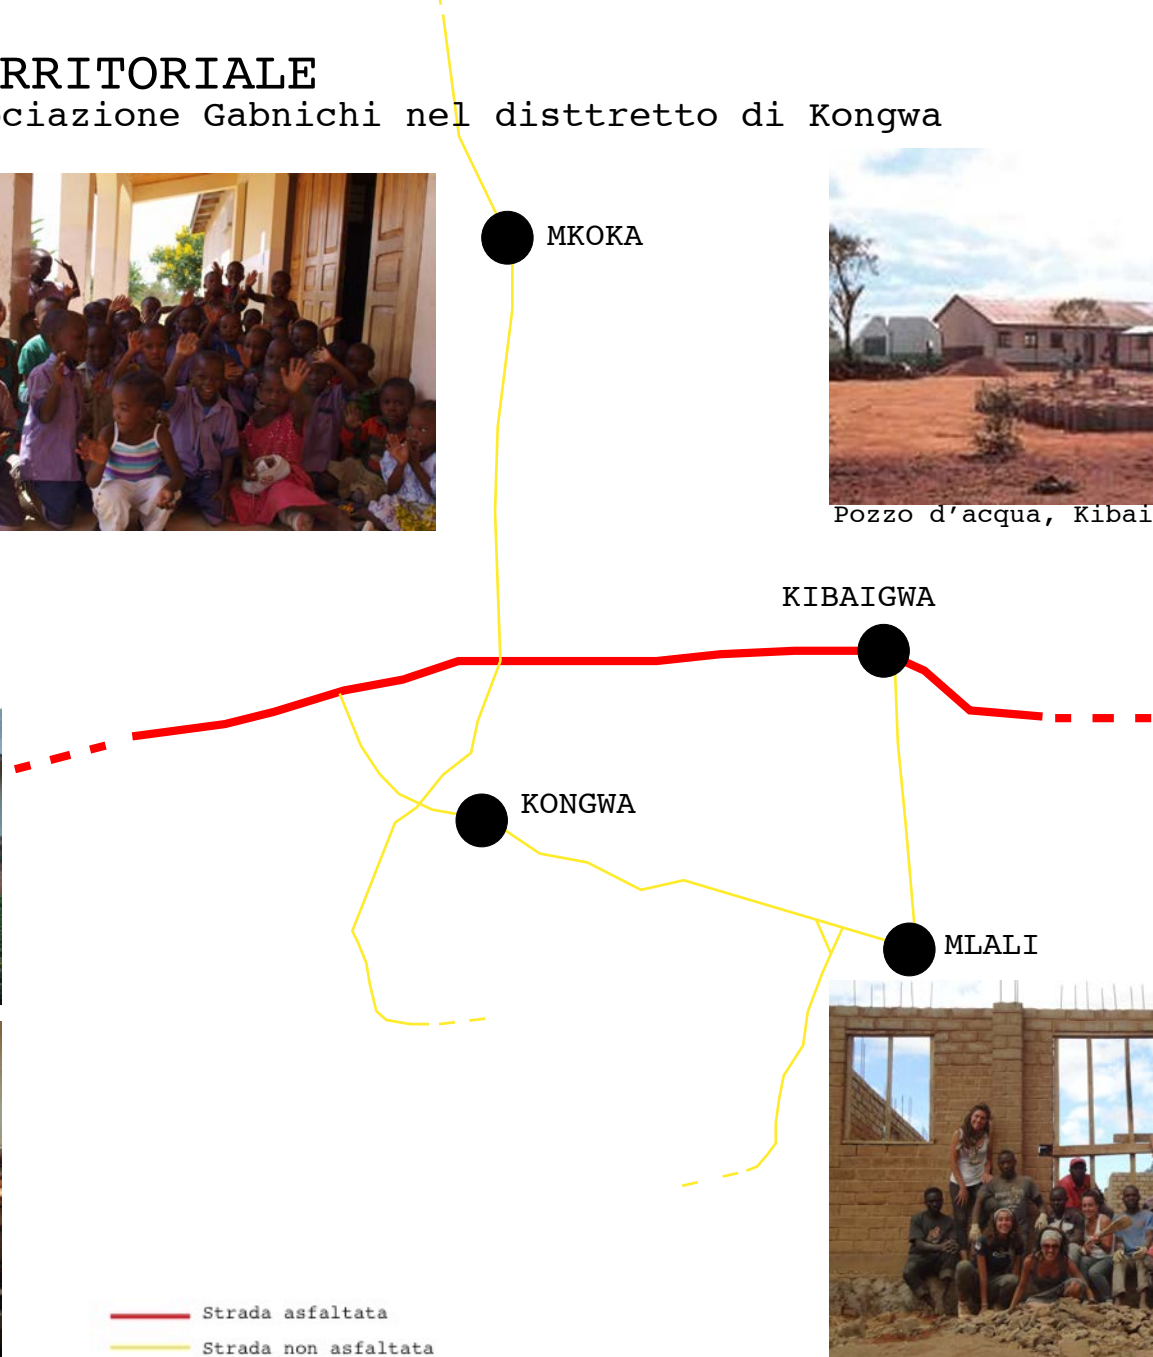 RRITORIALE
ciazione Gabnichi nel disttretto di Kongwa
MKOKA
Pozzo d’acqua, Kibai
KIBAIGWA
KONGWA
MLALI
Strada asfaltata
Strada non asfaltata